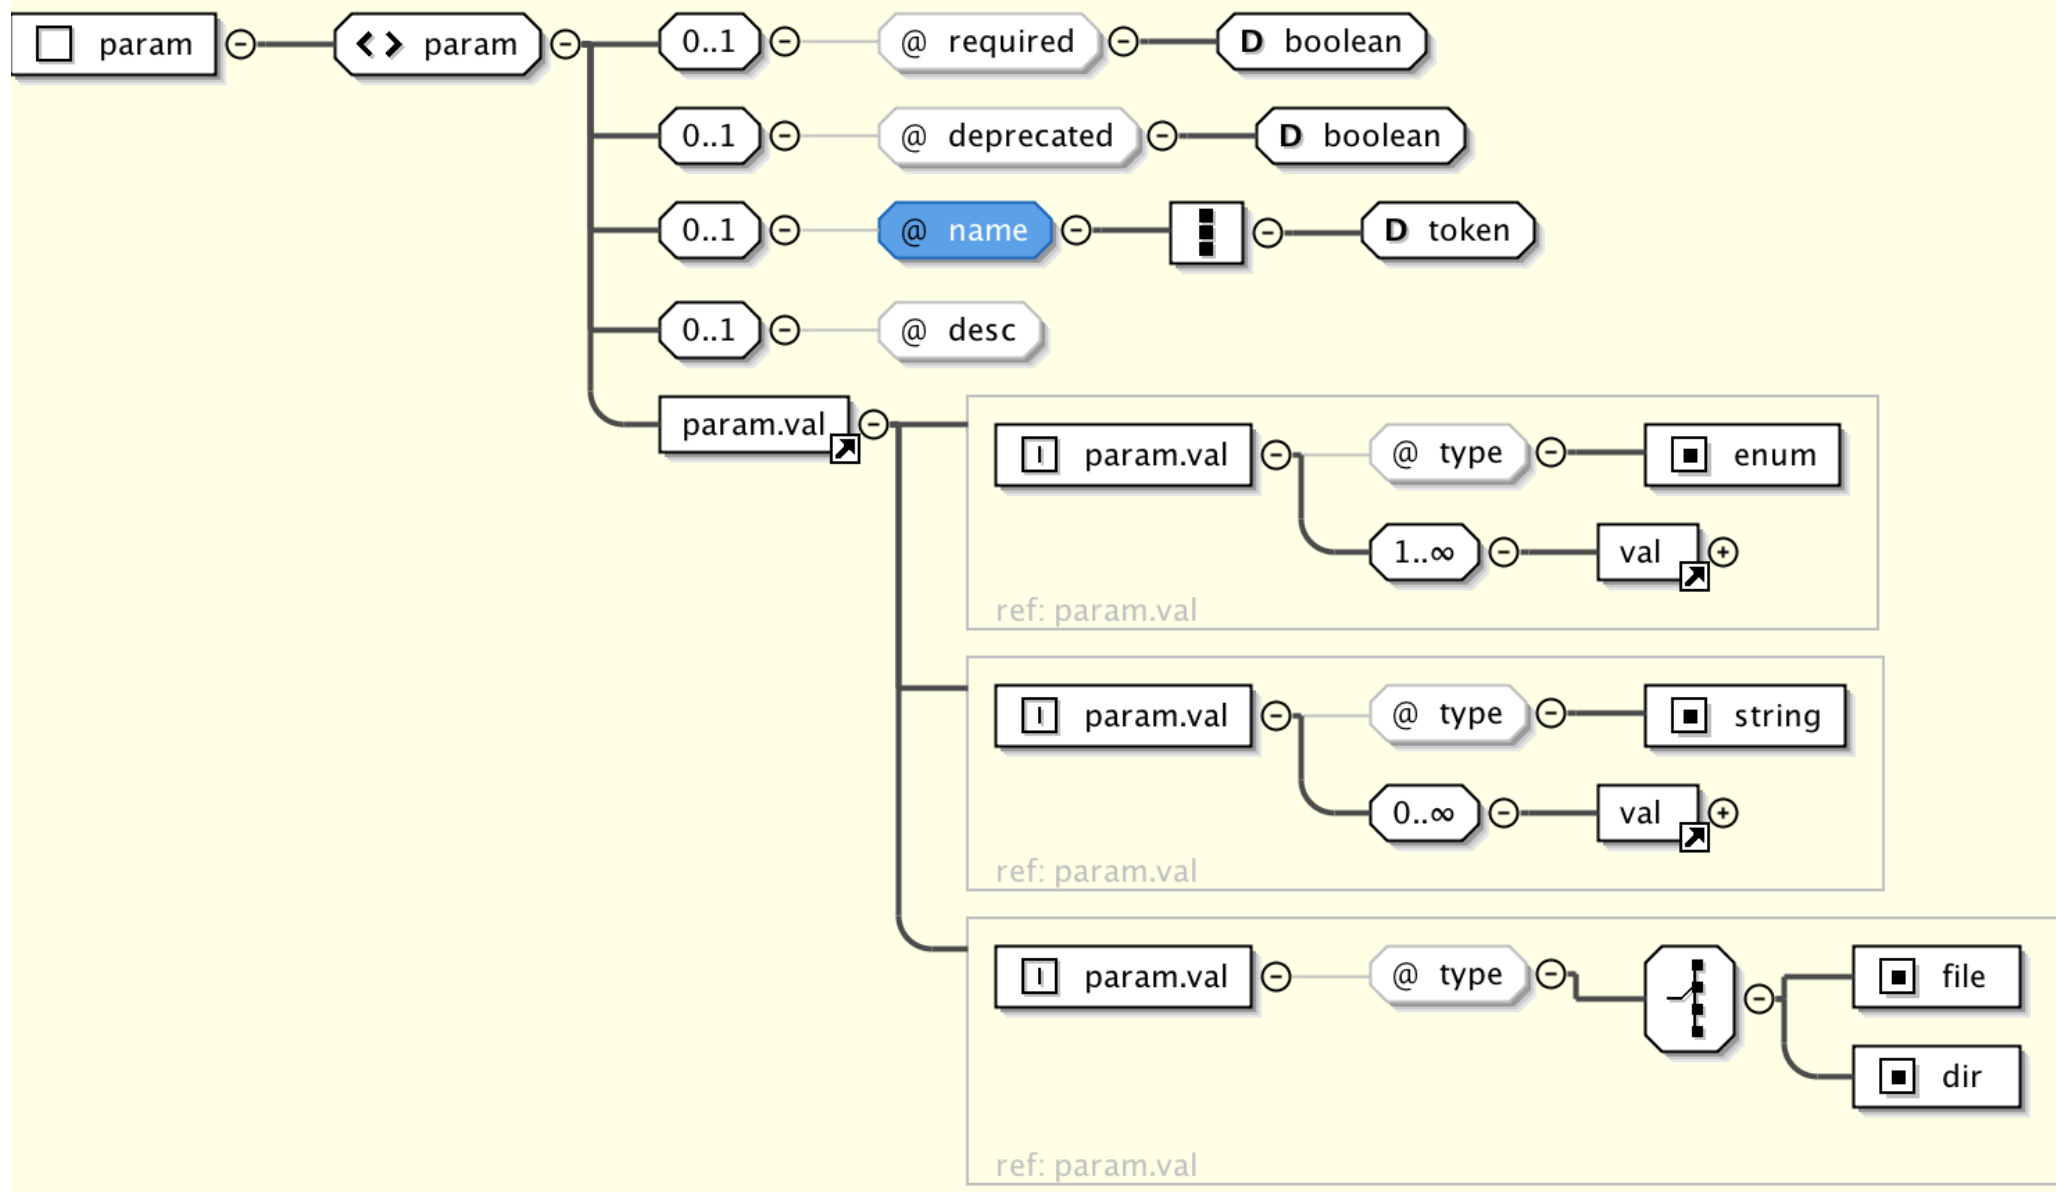 param < > param 0..1 @ required D boolean
0..1 @ deprecated D boolean
0..1 @ name D token
0..1 @ desc
param.val
param.val @ type enum
1..∞ val
ref: param.val
param.val @ type string
0..∞ val
ref: param.val
param.val @ type file
dir
ref: param.val